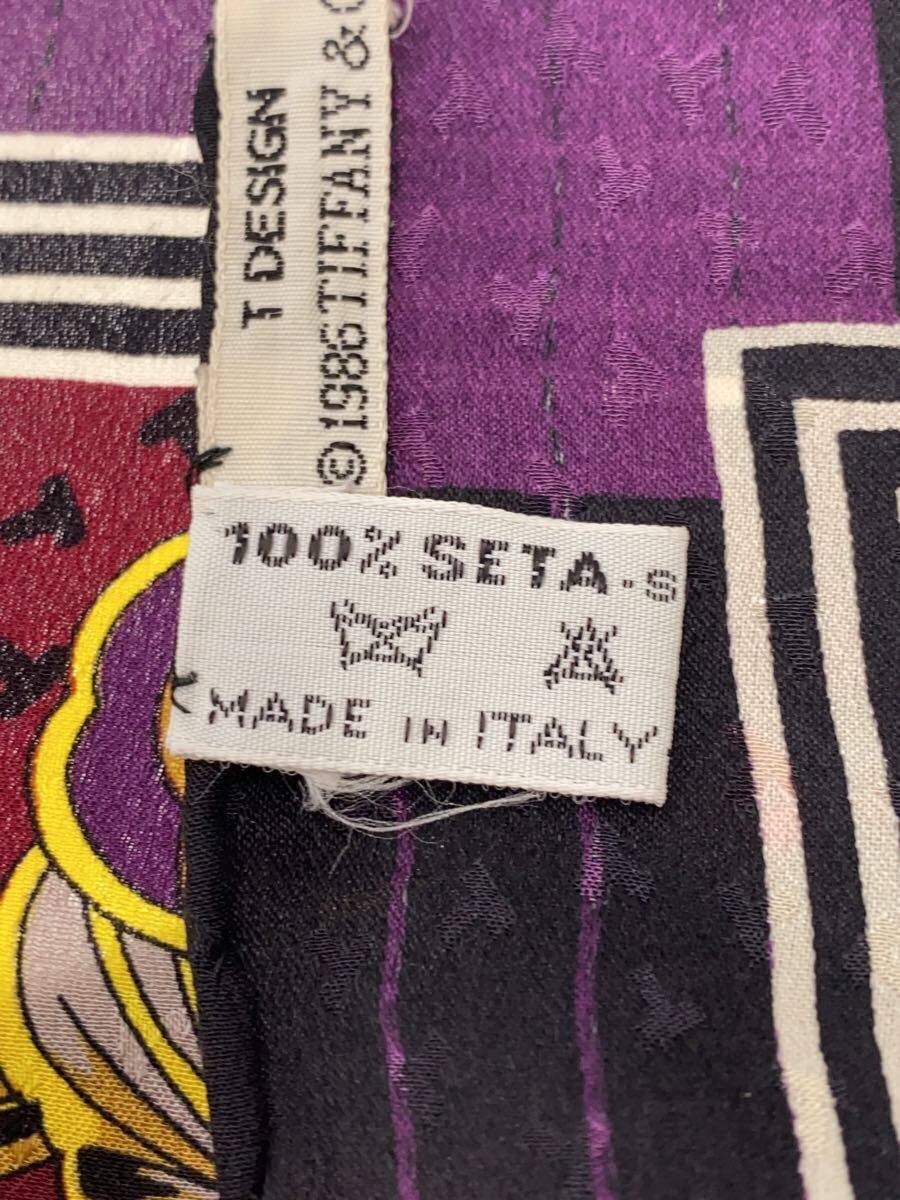 T DESIGN
©1986 TIFFANY &
100% SETA·S
MADE IN ITALY